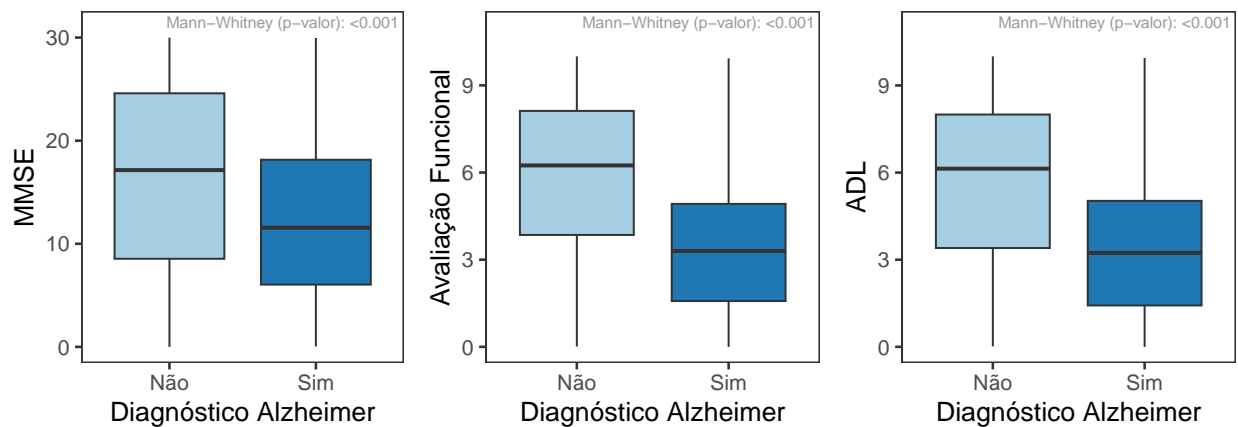 Mann−Whitney (p−valor): <0.001
30
20
10
0
MMSE
Não
Sim
Diagnóstico Alzheimer
Mann−Whitney (p−valor): <0.001
9
6
3
0
Avaliação Funcional
Não
Sim
Diagnóstico Alzheimer
Mann−Whitney (p−valor): <0.001
9
6
3
0
ADL
Não
Sim
Diagnóstico Alzheimer